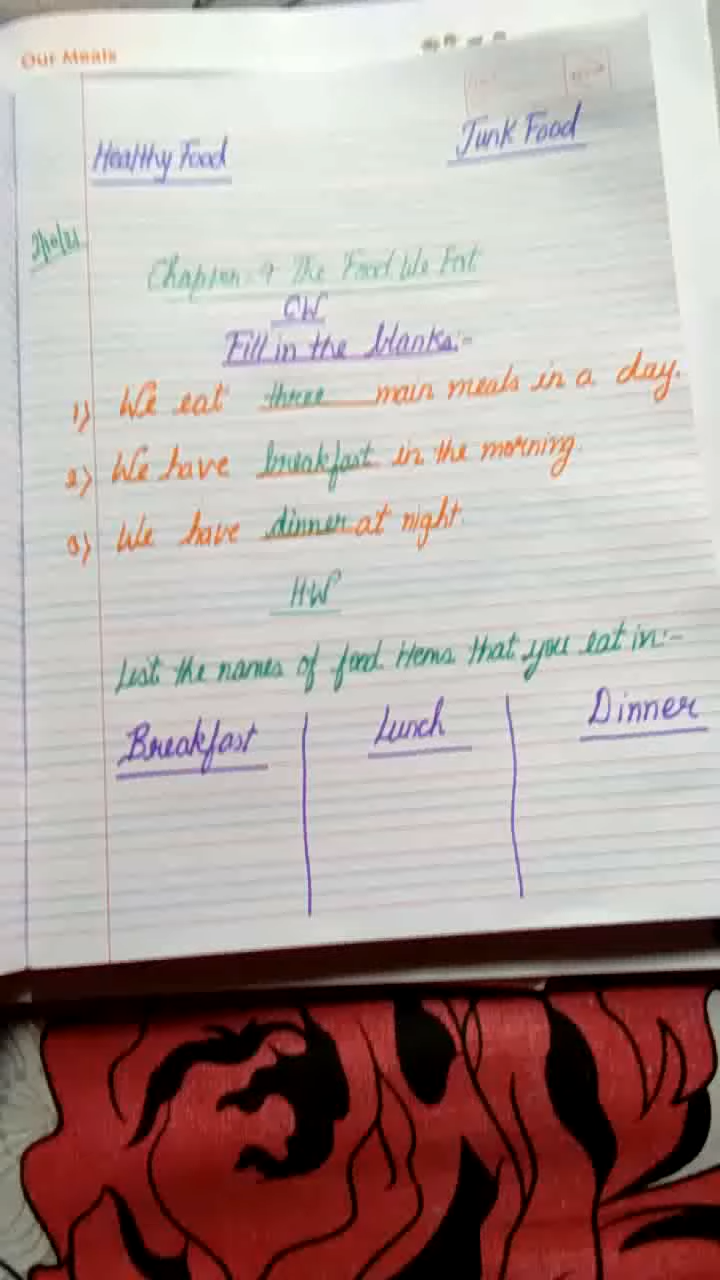 Our Meals
Healthy Food Junk Food
Chapter-9 The Food We Eat
CW
Fill in the blanks:-
1) We eat three main meals in a day.
2) We have breakfast in the morning.
3) We have dinner at night.
H.W
List the names of food items that you eat in:-
Breakfast Lunch Dinner